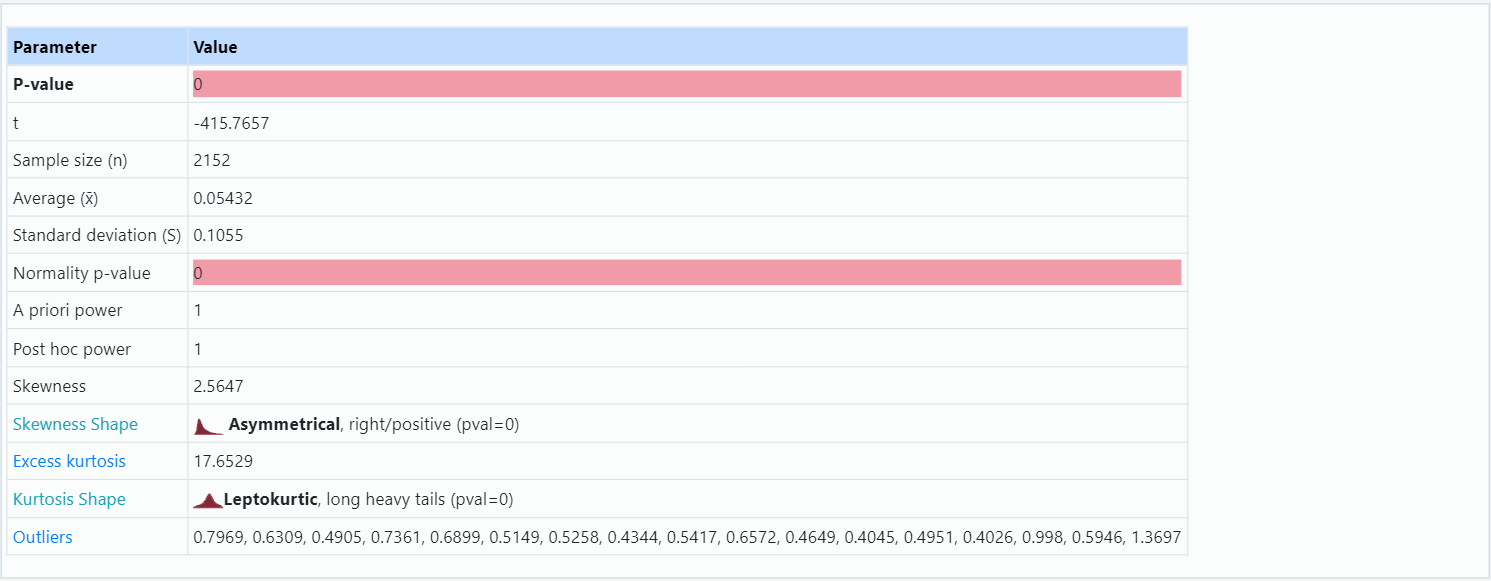 Parameter Value
P-value 0
t -415.7657
Sample size (n) 2152
Average (x̄) 0.05432
Standard deviation (S) 0.1055
Normality p-value 0
A priori power 1
Post hoc power 1
Skewness 2.5647
Skewness Shape Asymmetrical, right/positive (pval=0)
Excess kurtosis 17.6529
Kurtosis Shape Leptokurtic, long heavy tails (pval=0)
Outliers 0.7969, 0.6309, 0.4905, 0.7361, 0.6899, 0.5149, 0.5258, 0.4344, 0.5417, 0.6572, 0.4649, 0.4045, 0.4951, 0.4026, 0.998, 0.5946, 1.3697